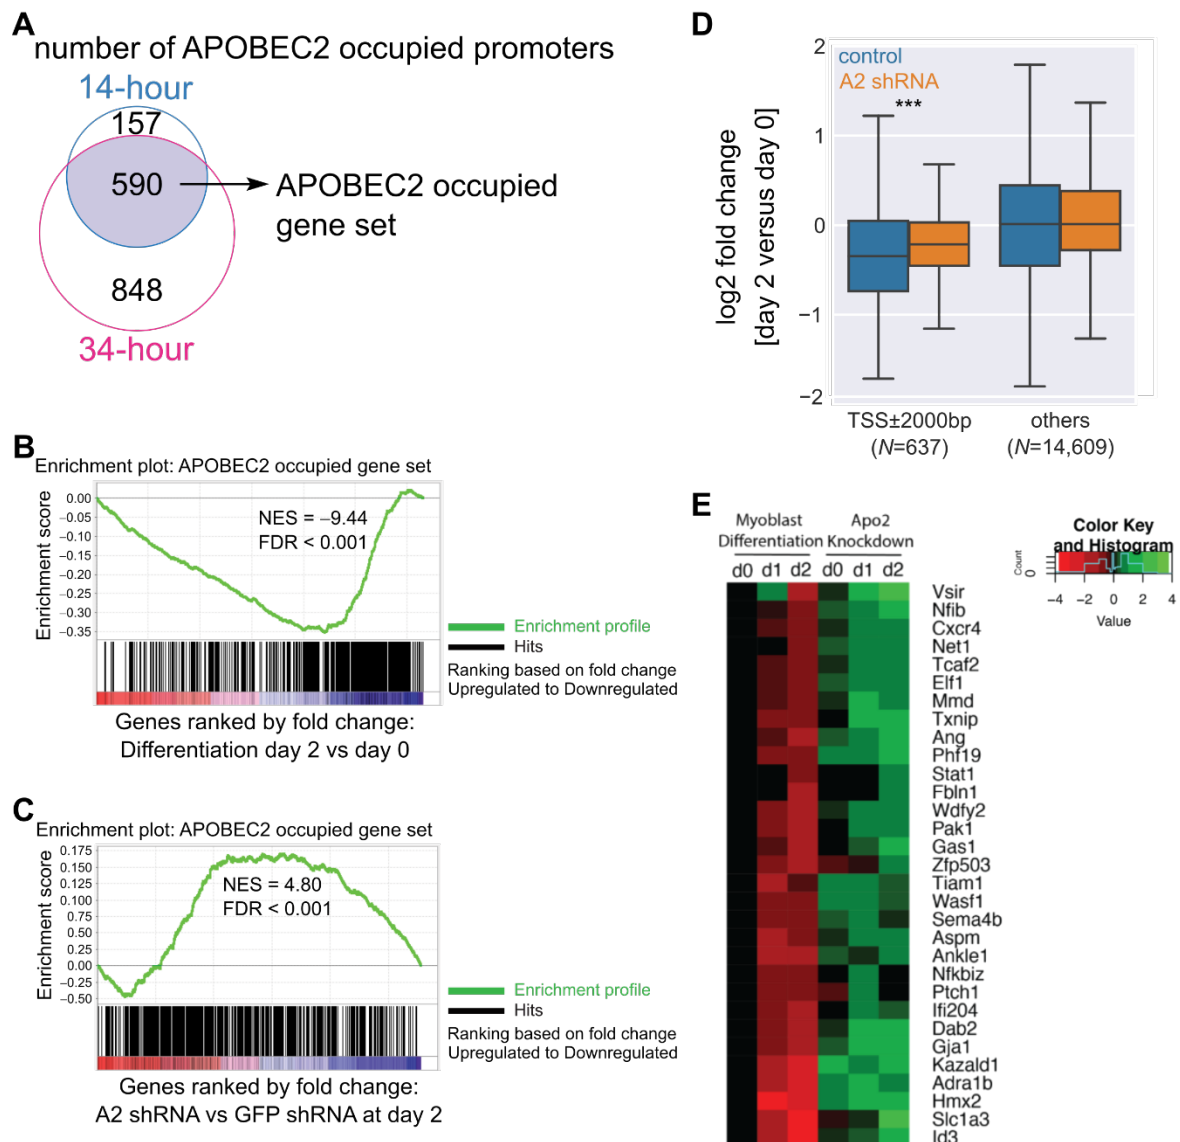 A
number of APOBEC2 occupied promoters
14-hour
157
590
APOBEC2 occupied
gene set
848
34-hour
B
Enrichment plot: APOBEC2 occupied gene set
Enrichment score
0.00
−0.05
−0.10
−0.15
−0.20
−0.25
−0.30
−0.35
NES = −9.44
FDR < 0.001
Enrichment profile
Hits
Ranking based on fold change
Upregulated to Downregulated
Genes ranked by fold change:
Differentiation day 2 vs day 0
C
Enrichment plot: APOBEC2 occupied gene set
Enrichment score
0.175
0.150
0.125
0.100
0.75
0.50
0.25
0.00
−0.25
−0.50
NES = 4.80
FDR < 0.001
Enrichment profile
Hits
Ranking based on fold change
Upregulated to Downregulated
Genes ranked by fold change:
A2 shRNA vs GFP shRNA at day 2
D
log2 fold change
[day 2 versus day 0]
2
1
0
−1
−2
control
A2 shRNA
***
TSS±2000bp
(N=637)
others
(N=14,609)
E
Myoblast
Differentiation
Apo2
Knockdown
d0 d1 d2 d0 d1 d2
Vsir
Nfib
Cxcr4
Net1
Tcaf2
Elf1
Mmd
Txnip
Ang
Phf19
Stat1
Fbln1
Wdfy2
Pak1
Gas1
Zfp503
Tiam1
Wasf1
Sema4b
Aspm
Ankle1
Nfkbiz
Ptch1
Ifi204
Dab2
Gja1
Kazald1
Adra1b
Hmx2
Slc1a3
Id3
Color Key
and Histogram
Count
0
−4 −2 0 2 4
Value